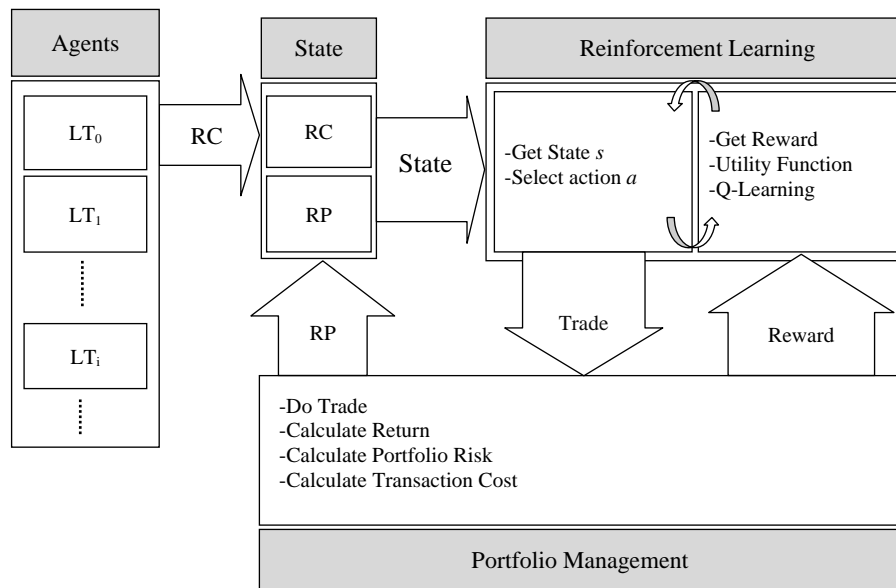 Agents
State
Reinforcement Learning
LT0
LT1
LTi
RC
RC
RP
State
-Get State s
-Select action a
-Get Reward
-Utility Function
-Q-Learning
RP
Trade
Reward
-Do Trade
-Calculate Return
-Calculate Portfolio Risk
-Calculate Transaction Cost
Portfolio Management